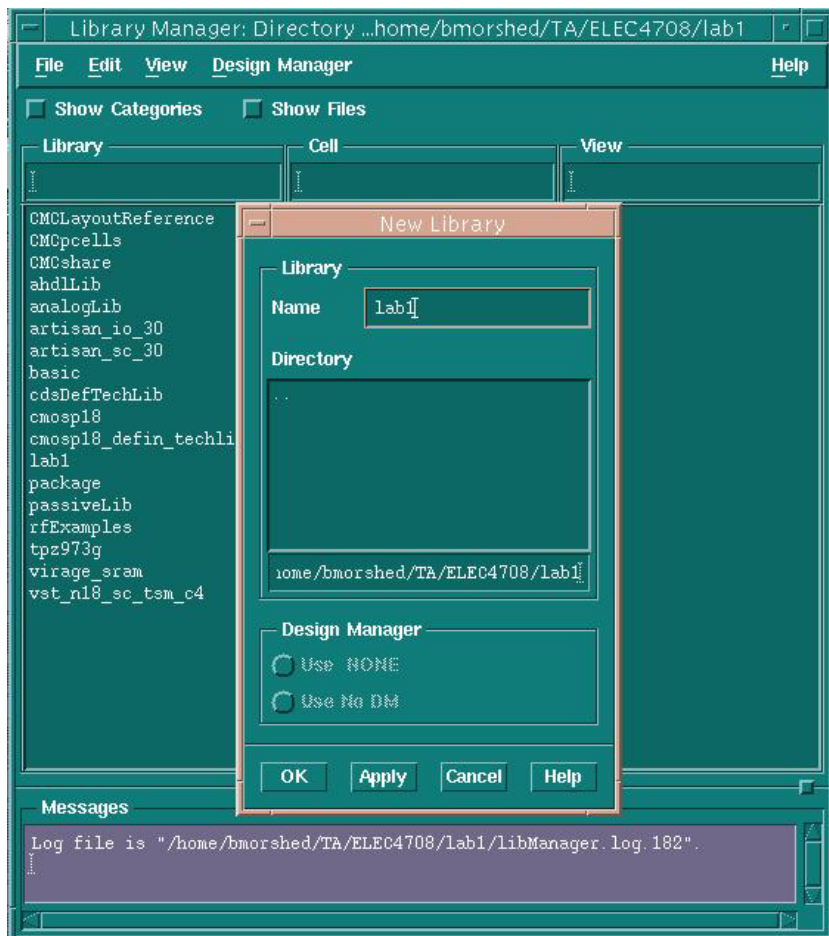 Library Manager: Directory ...home/bmorshed/TA/ELEC4708/lab1
File Edit View Design Manager Help
Show Categories Show Files
Library Cell View
CMCLayoutReference
CMCpcells
CMCshare
ahdlLib
analogLib
artisan_io_30
artisan_sc_30
basic
cdsDefTechLib
cmosp18
cmosp18_defin_techli
lab1
package
passiveLib
rfExamples
tpz973g
virage_sram
vst_n18_sc_tsm_c4
New Library
Library
Name lab1
Directory
..
home/bmorshed/TA/ELEC4708/lab1
Design Manager
Use NONE
Use No DM
OK Apply Cancel Help
Messages
Log file is "/home/bmorshed/TA/ELEC4708/lab1/libManager.log.182".